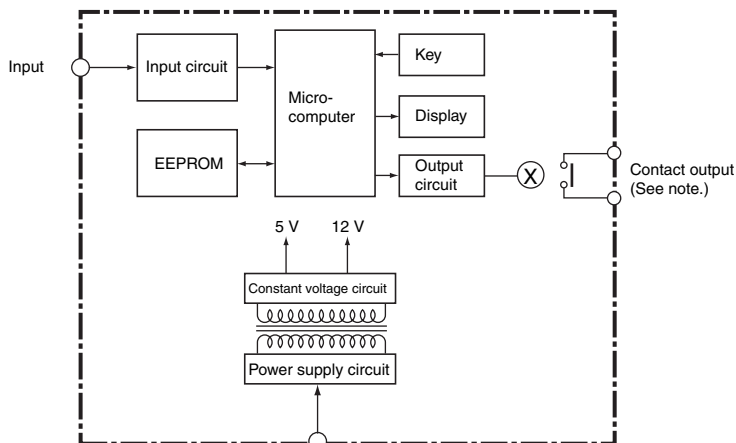 Input
Input circuit
Micro-
computer
Key
Display
EEPROM
Output
circuit
X
Contact output
(See note.)
5 V
12 V
Constant voltage circuit
Power supply circuit